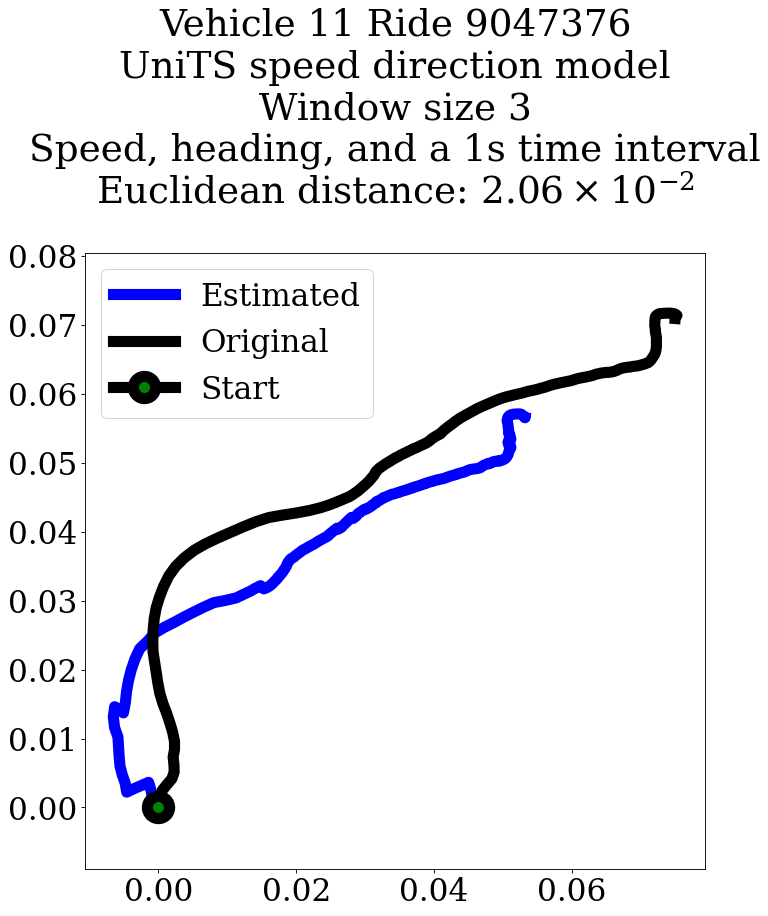 Vehicle 11 Ride 9047376
UniTS speed direction model
Window size 3
Speed, heading, and a 1s time interval
Euclidean distance: 2.06 × 10⁻²
Estimated
Original
Start
0.08
0.07
0.06
0.05
0.04
0.03
0.02
0.01
0.00
0.00 0.02 0.04 0.06